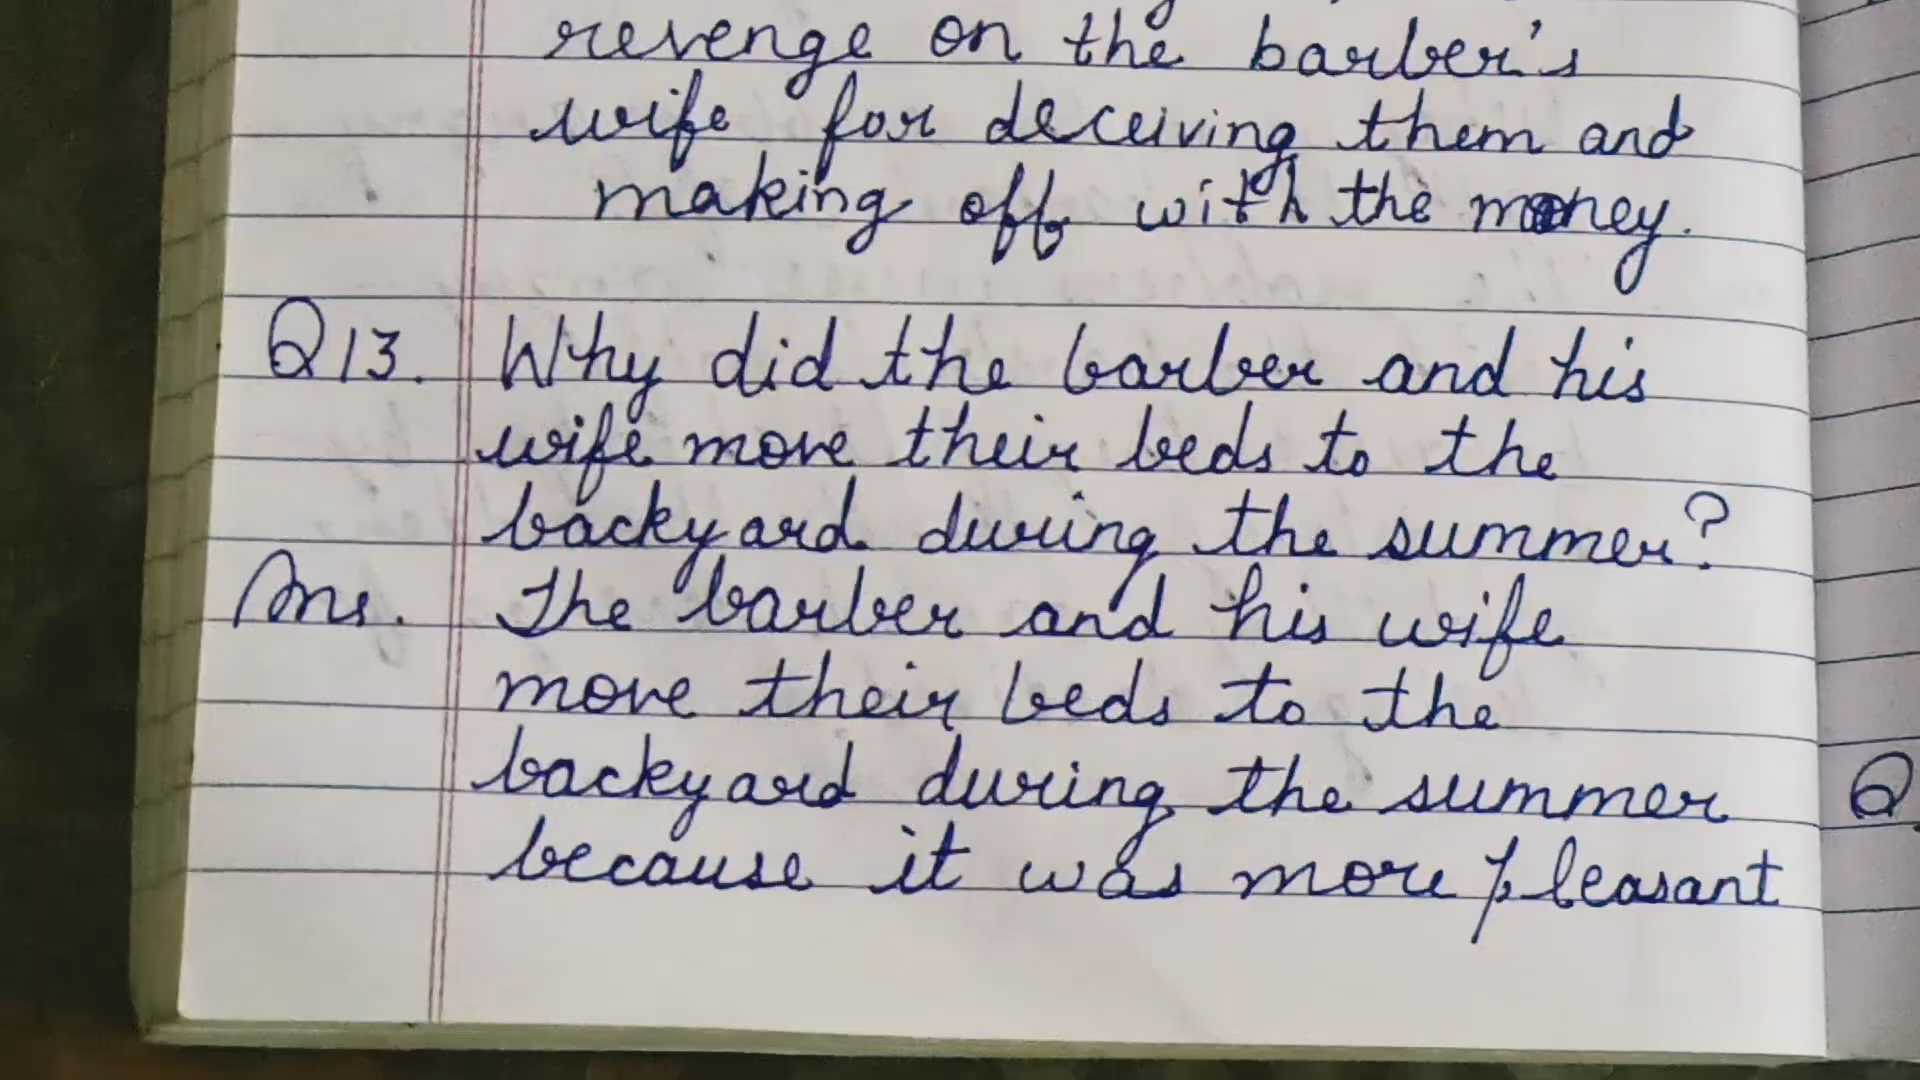 revenge on the barber's
wife for deceiving them and
making off with the money.
Q13. Why did the barber and his
wife move their beds to the
backyard during the summer?
Ans. The barber and his wife
move their beds to the
backyard during the summer
because it was more pleasant
Q.